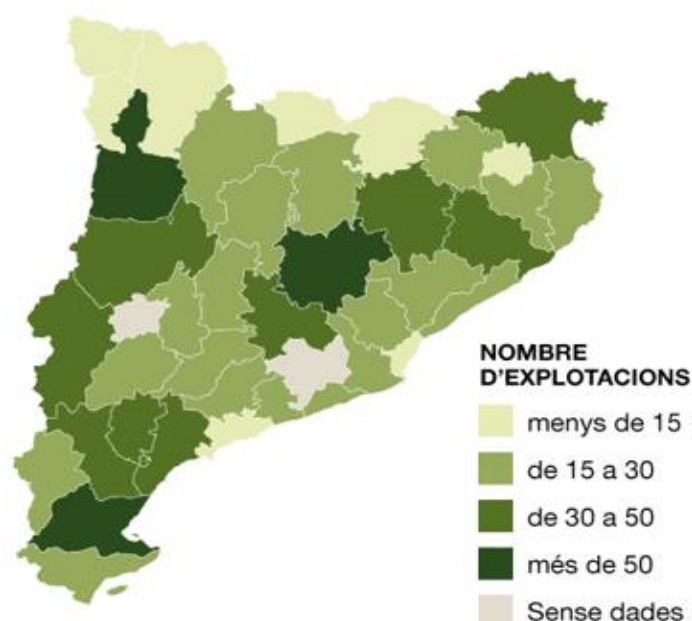 NOMBRE
D'EXPLOTACIONS
menys de 15
de 15 a 30
de 30 a 50
més de 50
Sense dades